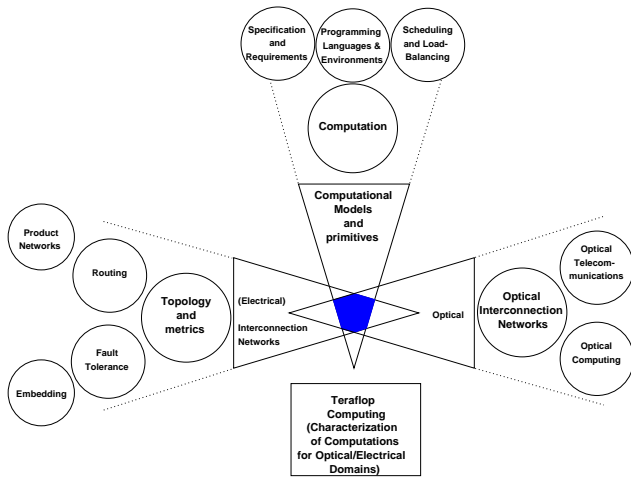 Specification
and
Requirements
Programming
Languages &
Environments
Scheduling
and Load-
Balancing
Computation
Computational
Models
and
primitives
Product
Networks
Routing
Topology
and
metrics
Fault
Tolerance
Embedding
(Electrical)
Interconnection
Networks
Optical
Optical
Interconnection
Networks
Optical
Telecom-
munications
Optical
Computing
Teraflop
Computing
(Characterization
of Computations
for Optical/Electrical
Domains)